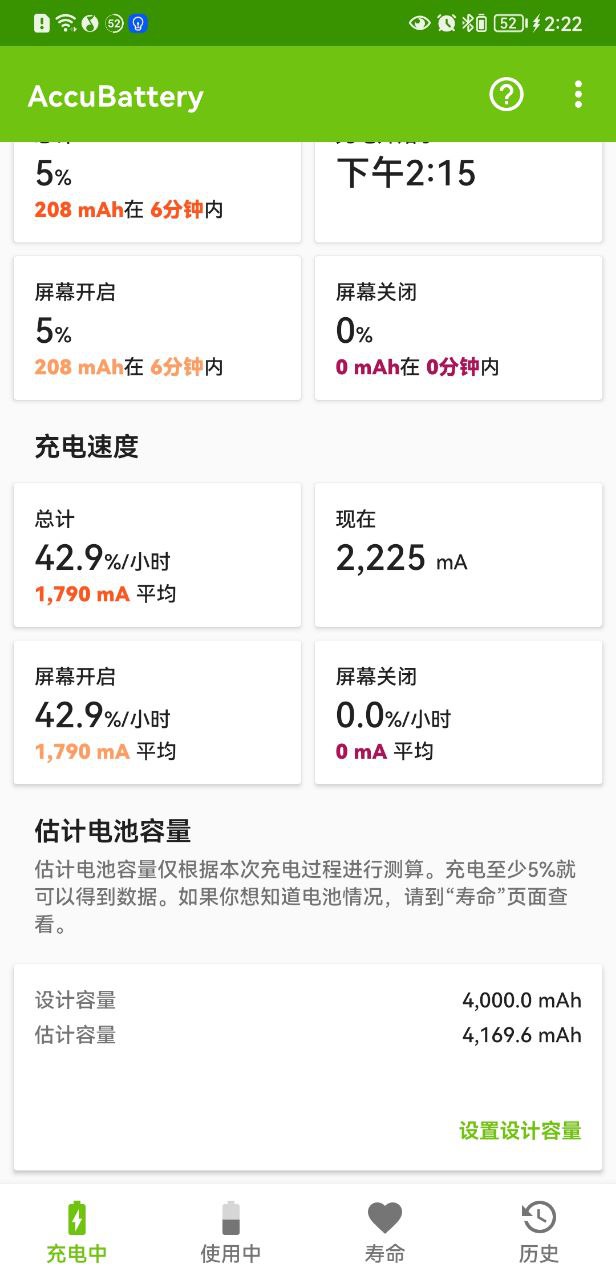 52 52 2:22
AccuBattery
5% 下午2:15
208 mAh在 6分钟内
屏幕开启 屏幕关闭
5% 0%
208 mAh在 6分钟内 0 mAh在 0分钟内
充电速度
总计 现在
42.9%/小时 2,225 mA
1,790 mA 平均
屏幕开启 屏幕关闭
42.9%/小时 0.0%/小时
1,790 mA 平均 0 mA 平均
估计电池容量
估计电池容量仅根据本次充电过程进行测算。充电至少5%就
可以得到数据。如果你想知道电池情况，请到“寿命”页面查
看。
设计容量 4,000.0 mAh
估计容量 4,169.6 mAh
设置设计容量
充电中 使用中 寿命 历史